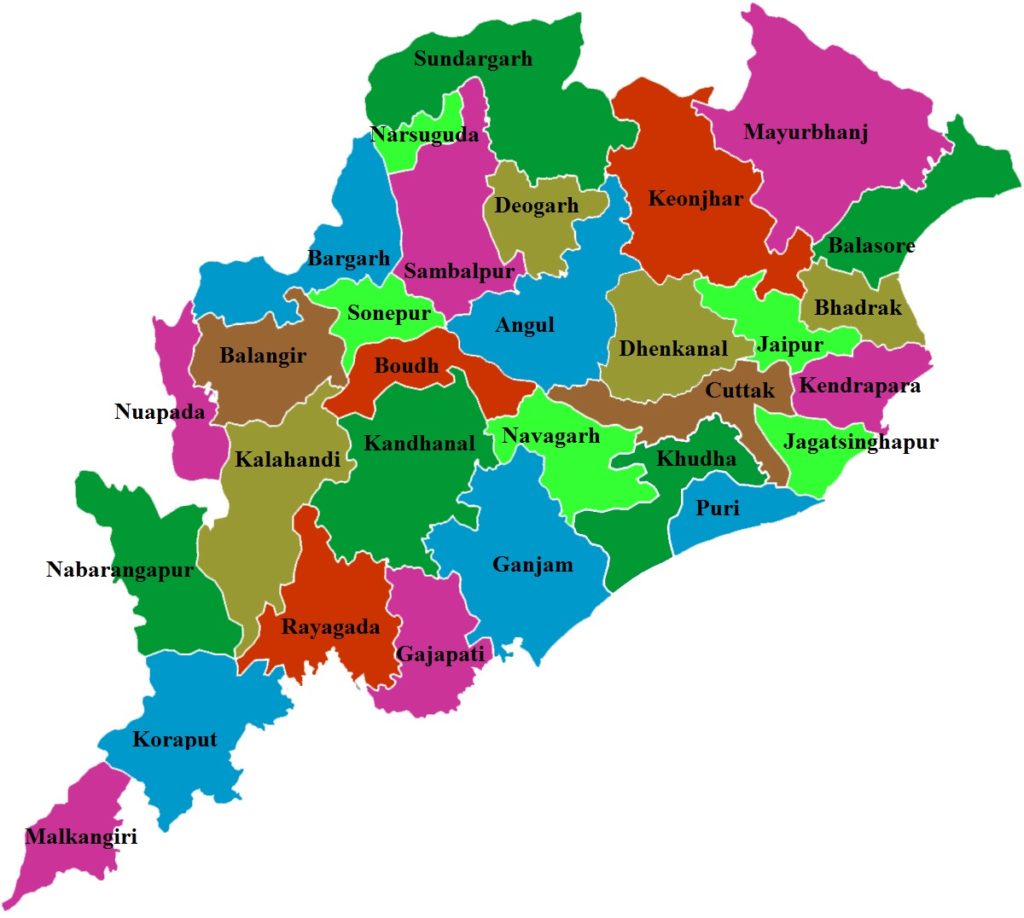 Sundargarh
Narsuguda
Mayurbhanj
Keonjhar
Deogarh
Balasore
Bargarh
Sambalpur
Sonepur
Angul
Bhadrak
Jaipur
Dhenkanal
Balangir
Boudh
Kendrapara
Cuttak
Nuapada
Navagarh
Kandhanal
Jagatsinghapur
Kalahandi
Khudha
Puri
Ganjam
Nabarangapur
Rayagada
Gajapati
Koraput
Malkangiri